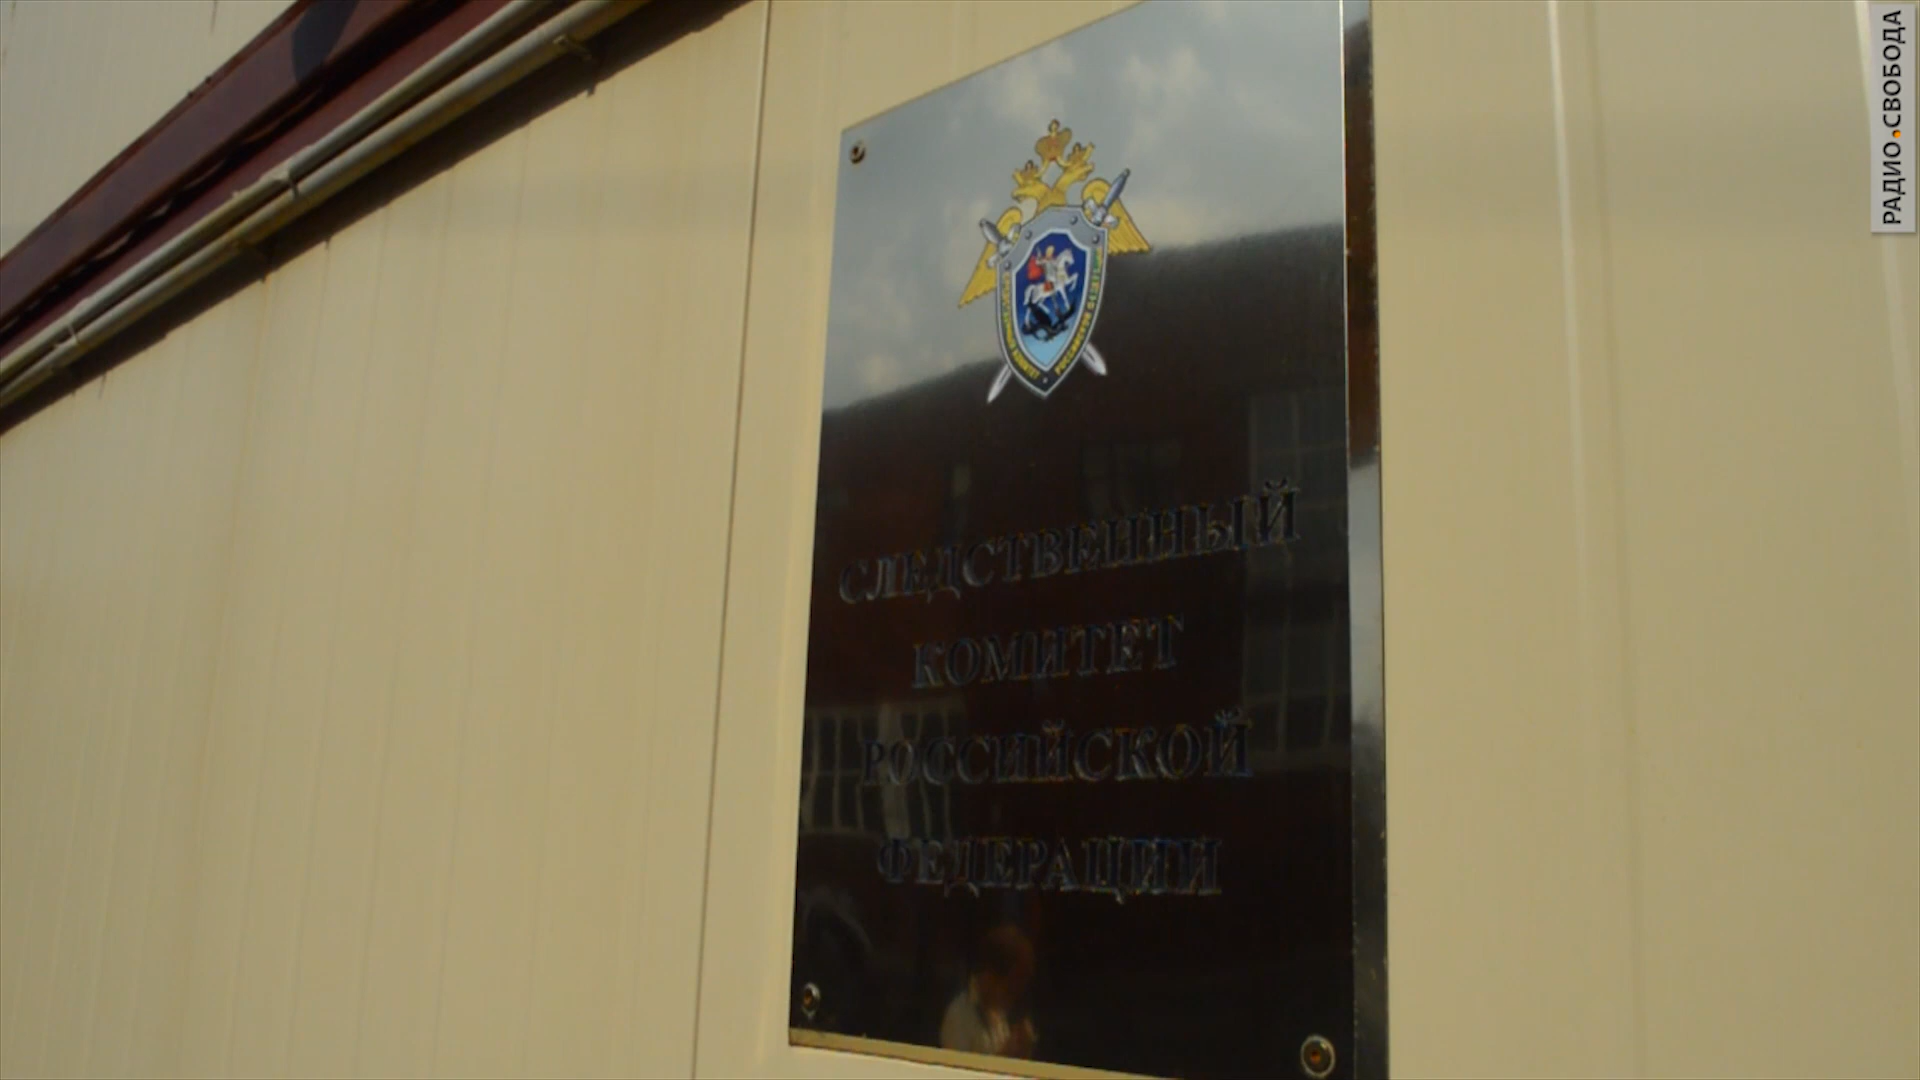 СЛЕДСТВЕННЫЙ
КОМИТЕТ
РОССИЙСКОЙ
ФЕДЕРАЦИИ
РАДИО СВОБОДА